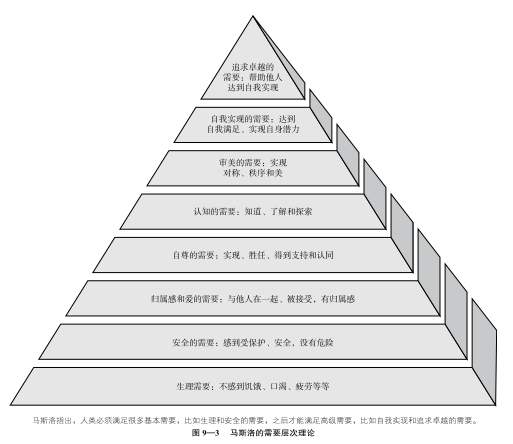 追求卓越的
需要：帮助他人
达到自我实现
自我实现的需要：达到
自我满足、实现自身潜力
审美的需要：实现
对称、秩序和美
认知的需要：知道、了解和探索
自尊的需要：实现、胜任、得到支持和认同
归属感和爱的需要：与他人在一起、被接受，有归属感
安全的需要：感到受保护、安全，没有危险
生理需要：不感到饥饿、口渴、疲劳等等
马斯洛指出，人类必须满足很多基本需要，比如生理和安全的需要，之后才能满足高级需要，比如自我实现和追求卓越的需要。
图 9—3 马斯洛的需要层次理论